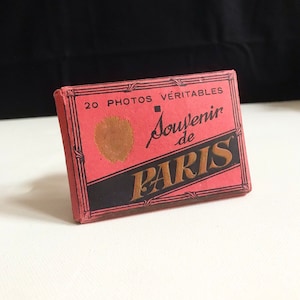 20 PHOTOS VÉRITABLES
Souvenir
de
PARIS